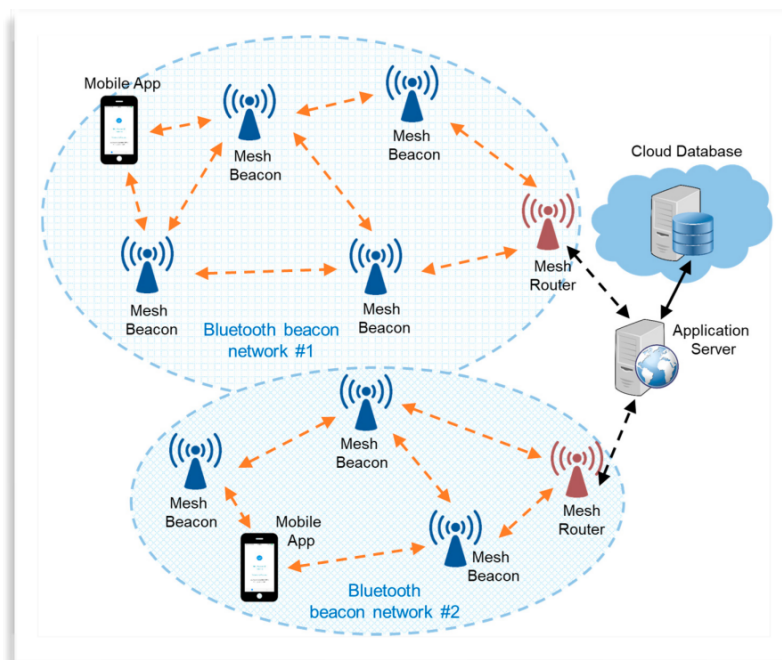 Mobile App
Mesh
Beacon
Mesh
Beacon
Cloud Database
Mesh
Beacon
Mesh
Beacon
Mesh
Router
Bluetooth beacon
network #1
Application
Server
Mesh
Beacon
Mesh
Beacon
Mobile
App
Mesh
Beacon
Mesh
Router
Bluetooth
beacon network #2